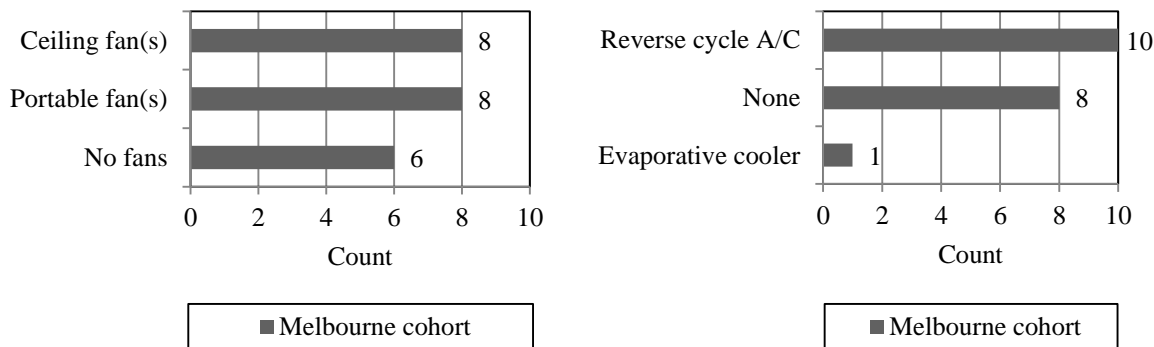 Ceiling fan(s)
8
Portable fan(s)
8
No fans
6
0 2 4 6 8 10
Count
Melbourne cohort
Reverse cycle A/C
10
None
8
Evaporative cooler
1
0 2 4 6 8 10
Count
Melbourne cohort